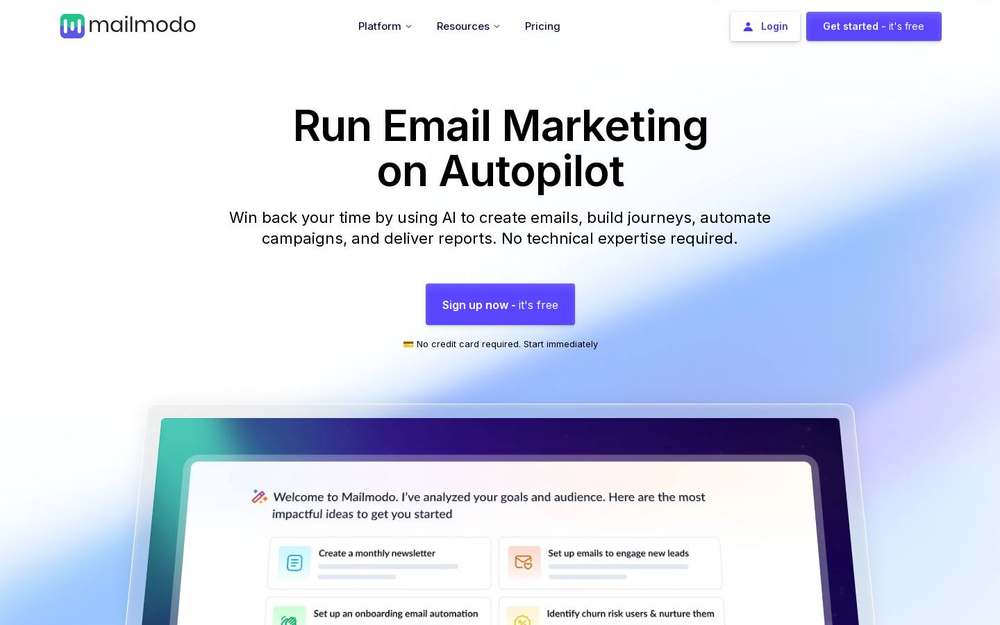 mailmodo
Platform
Resources
Pricing
Login
Get started - it's free
Run Email Marketing
on Autopilot
Win back your time by using AI to create emails, build journeys, automate
campaigns, and deliver reports. No technical expertise required.
Sign up now - it's free
No credit card required. Start immediately
Welcome to Mailmodo. I've analyzed your goals and audience. Here are the most
impactful ideas to get you started
Create a monthly newsletter
Set up emails to engage new leads
Set up an onboarding email automation
Identify churn risk users & nurture them